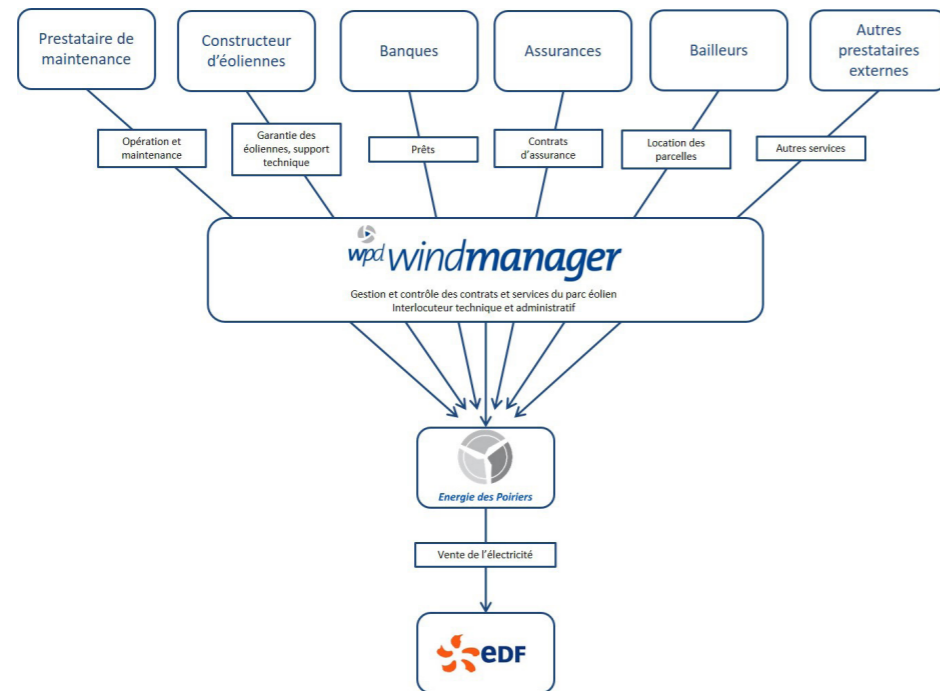 Prestataire de
maintenance
Constructeur
d'éoliennes
Banques
Assurances
Bailleurs
Autres
prestataires
externes
Opération et
maintenance
Garantie des
éoliennes, support
technique
Prêts
Contrats
d'assurance
Location des
parcelles
Autres services
wpd windmanager
Gestion et contrôle des contrats et services du parc éolien
Interlocuteur technique et administratif
Energie des Poiriers
Vente de l'électricité
eDF